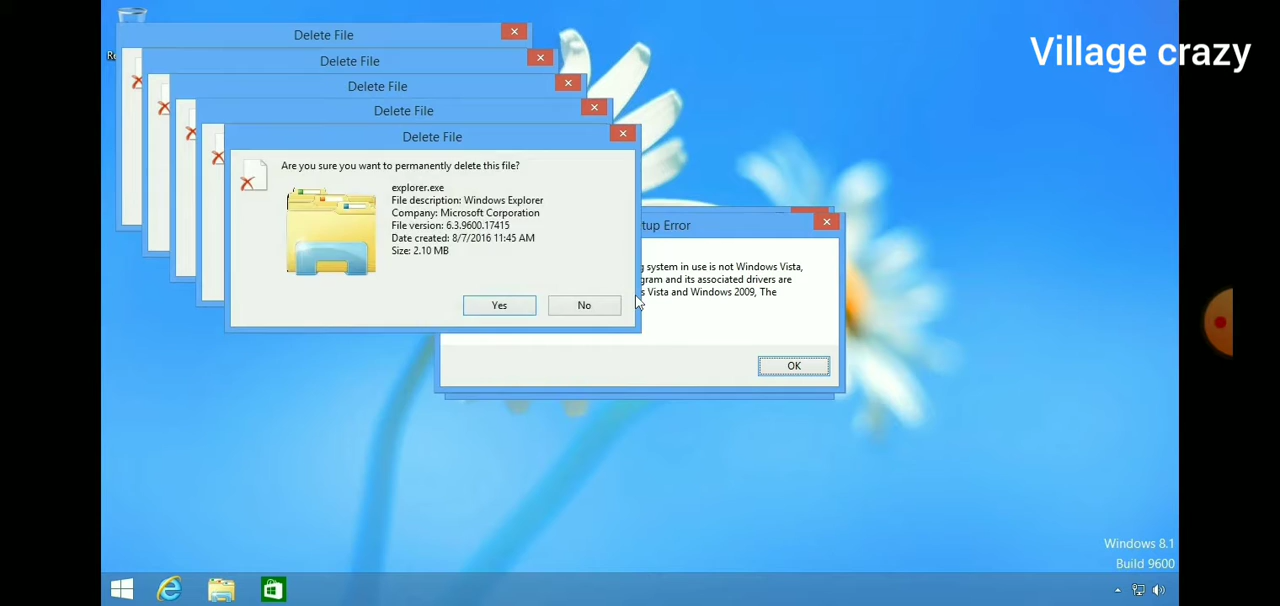 Village crazy
Delete File
Delete File
Delete File
Delete File
Delete File
Are you sure you want to permanently delete this file?
explorer.exe
File description: Windows Explorer
Company: Microsoft Corporation
File version: 6.3.9600.17415
Date created: 8/7/2016 11:45 AM
Size: 2.10 MB
Yes
No
tup Error
g system in use is not Windows Vista,
gram and its associated drivers are
s Vista and Windows 2009, The
OK
Windows 8.1
Build 9600